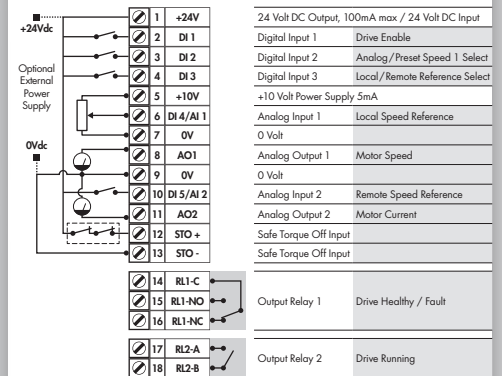 +24Vdc
Optional
External
Power
Supply
0Vdc
1 +24V 24 Volt DC Output, 100mA max / 24 Volt DC Input
2 DI 1 Digital Input 1 Drive Enable
3 DI 2 Digital Input 2 Analog/Preset Speed 1 Select
4 DI 3 Digital Input 3 Local/Remote Reference Select
5 +10V +10 Volt Power Supply 5mA
6 DI 4/AI 1 Analog Input 1 Local Speed Reference
7 0V 0 Volt
8 AO1 Analog Output 1 Motor Speed
9 0V 0 Volt
10 DI 5/AI 2 Analog Input 2 Remote Speed Reference
11 AO2 Analog Output 2 Motor Current
12 STO + Safe Torque Off Input
13 STO - Safe Torque Off Input
14 RL1-C
15 RL1-NO Output Relay 1 Drive Healthy / Fault
16 RL1-NC
17 RL2-A
Output Relay 2 Drive Running
18 RL2-B